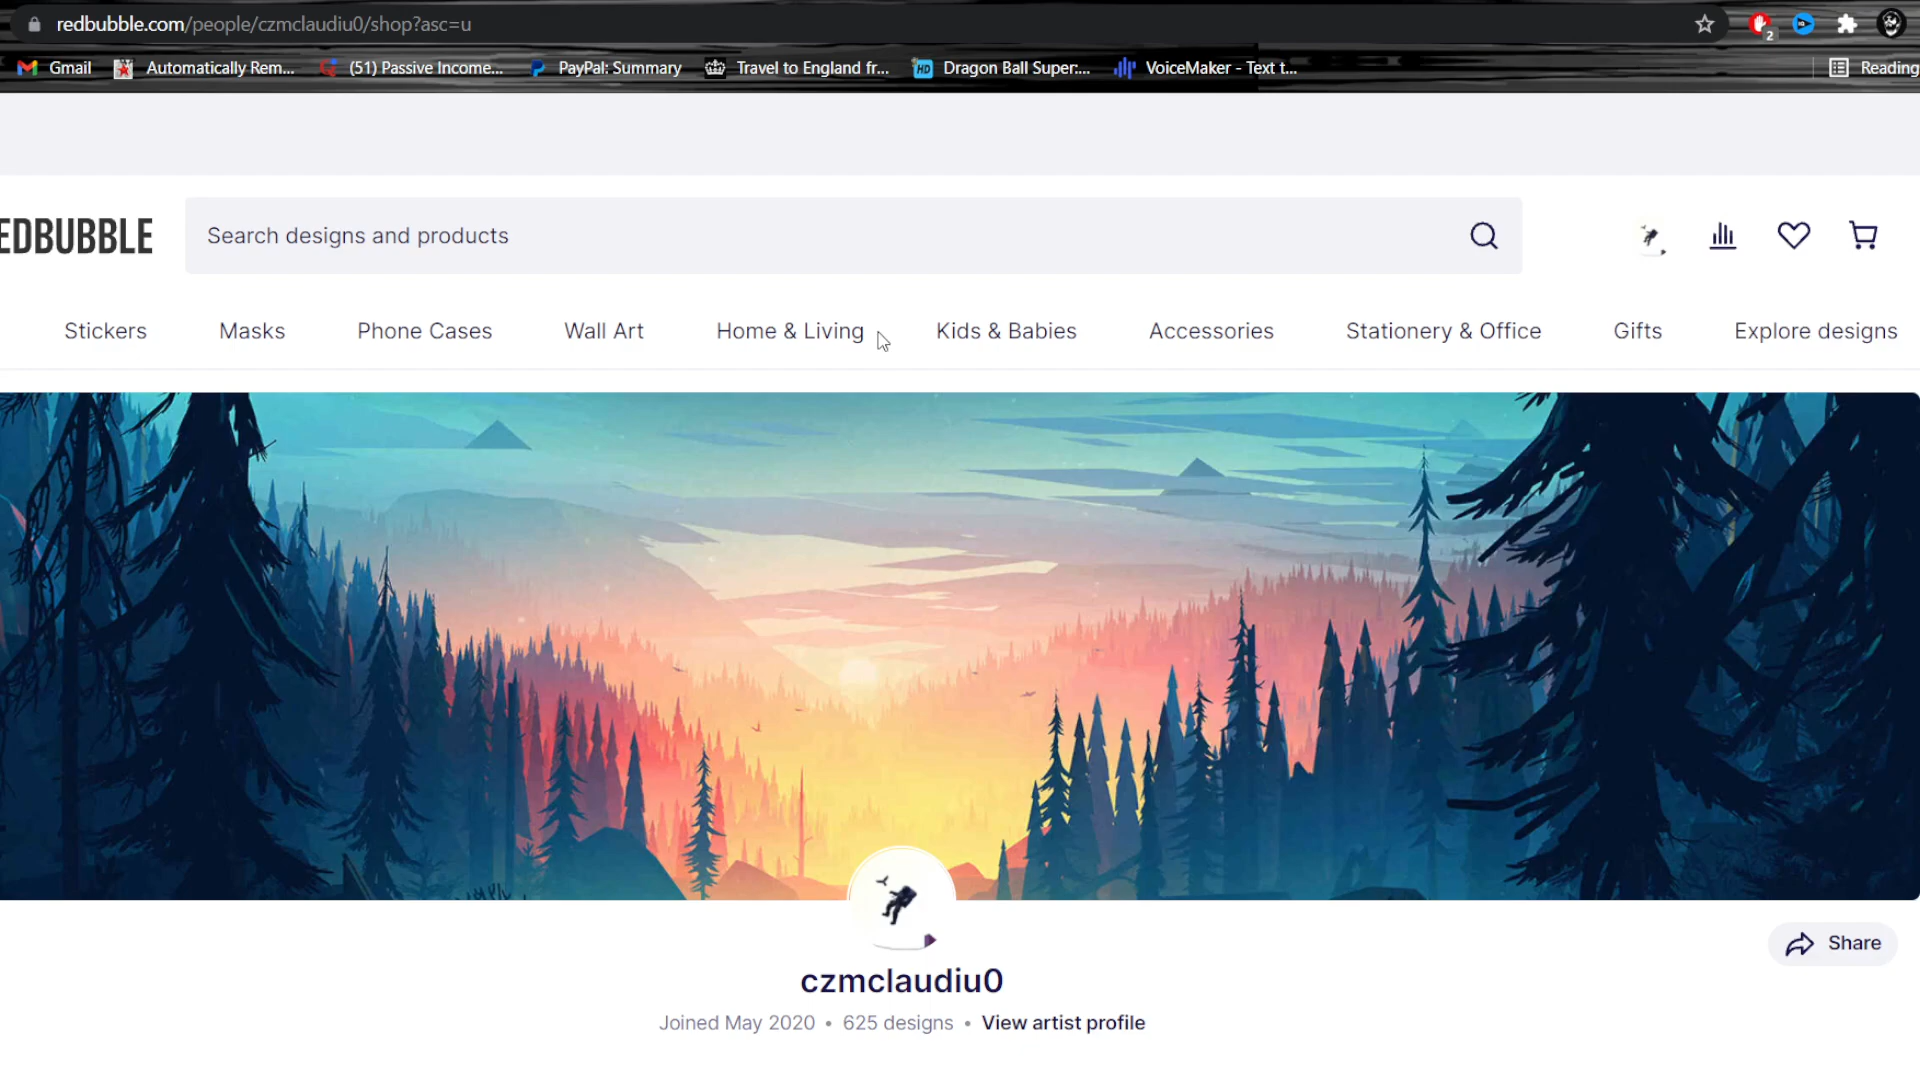 redbubble.com/people/czmclaudiu0/shop?asc=u
2
Gmail Automatically Rem... (51) Passive Income... PayPal: Summary Travel to England fr... HD Dragon Ball Super:... VoiceMaker - Text t... Reading
EDBUBBLE Search designs and products
Stickers Masks Phone Cases Wall Art Home & Living Kids & Babies Accessories Stationery & Office Gifts Explore designs
Share
czmclaudiu0
Joined May 2020 • 625 designs • View artist profile